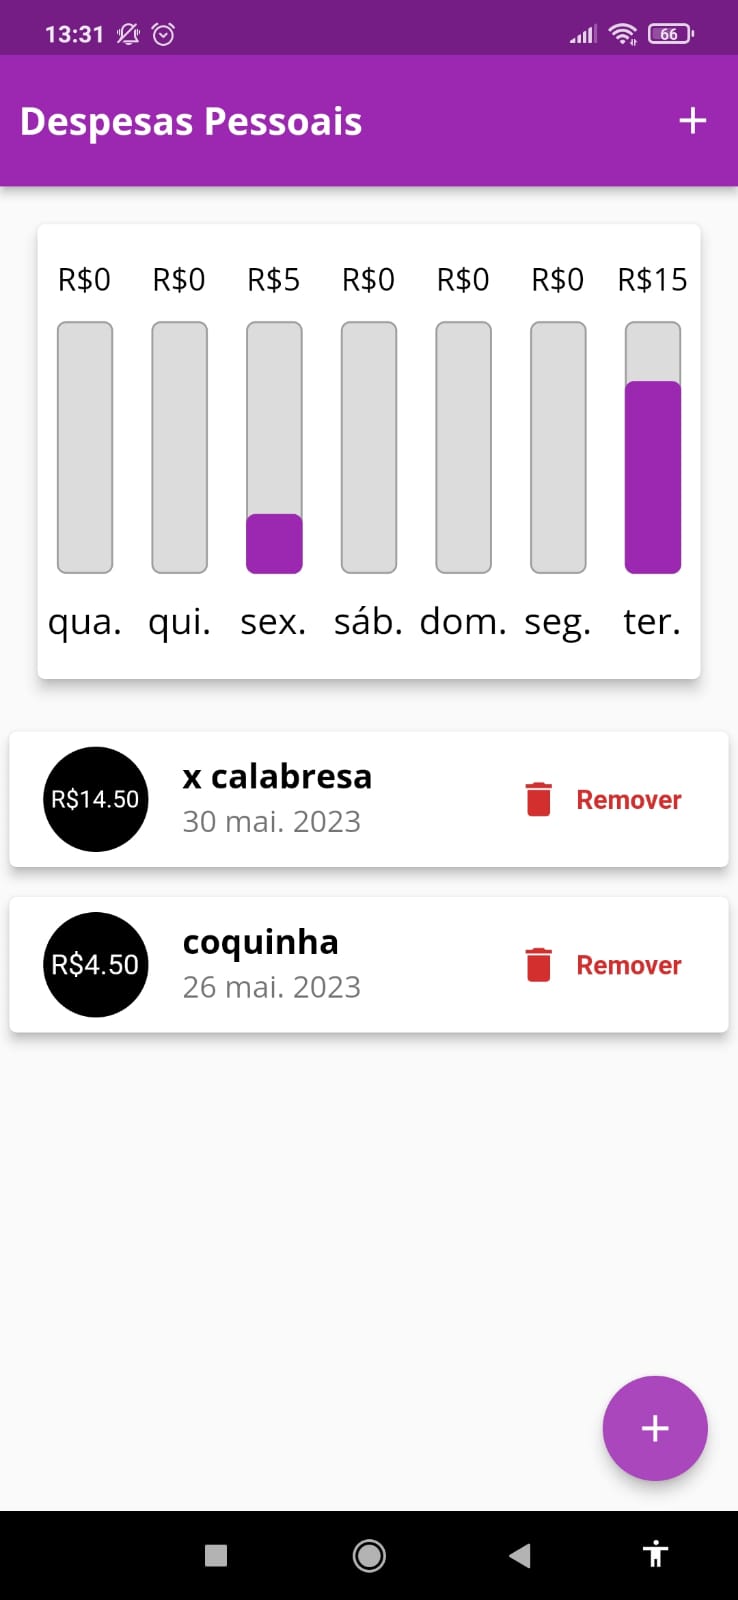 13:31 66
Despesas Pessoais
R$0 R$0 R$5 R$0 R$0 R$0 R$15
qua. qui. sex. sáb. dom. seg. ter.
R$14.50
x calabresa
30 mai. 2023
Remover
R$4.50
coquinha
26 mai. 2023
Remover